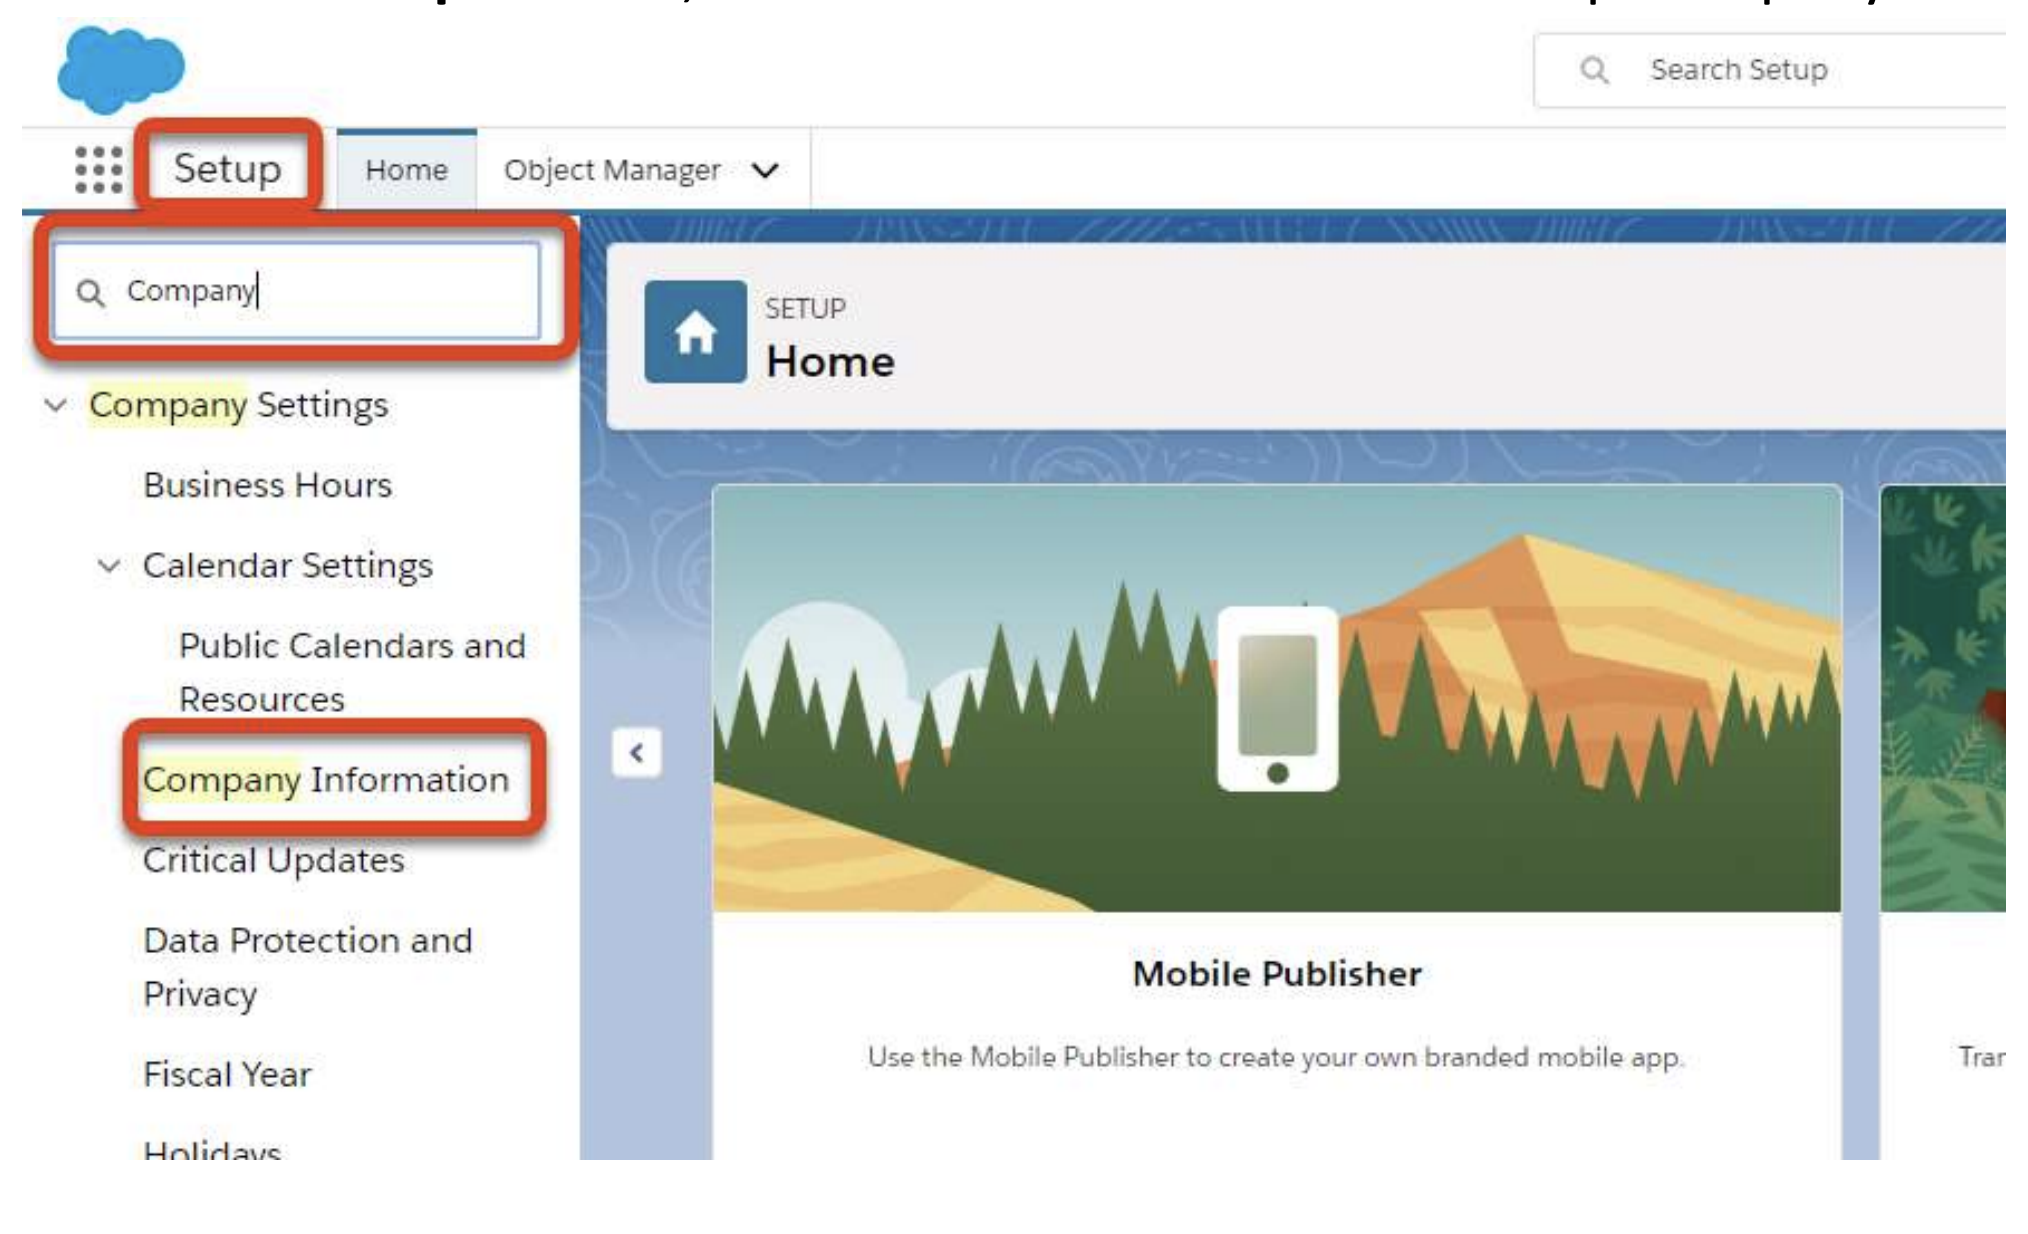 Search Setup
Setup
Home
Object Manager
Company
SETUP
Home
Company Settings
Business Hours
Calendar Settings
Public Calendars and
Resources
Company Information
Critical Updates
Data Protection and
Privacy
Fiscal Year
Holidays
Mobile Publisher
Use the Mobile Publisher to create your own branded mobile app.
Tran